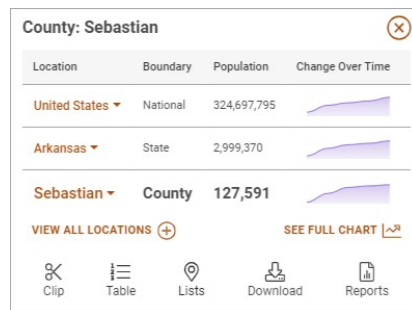 County: Sebastian
Location Boundary Population Change Over Time
United States National 324,697,795
Arkansas State 2,999,370
Sebastian County 127,591
VIEW ALL LOCATIONS SEE FULL CHART
Clip Table Lists Download Reports